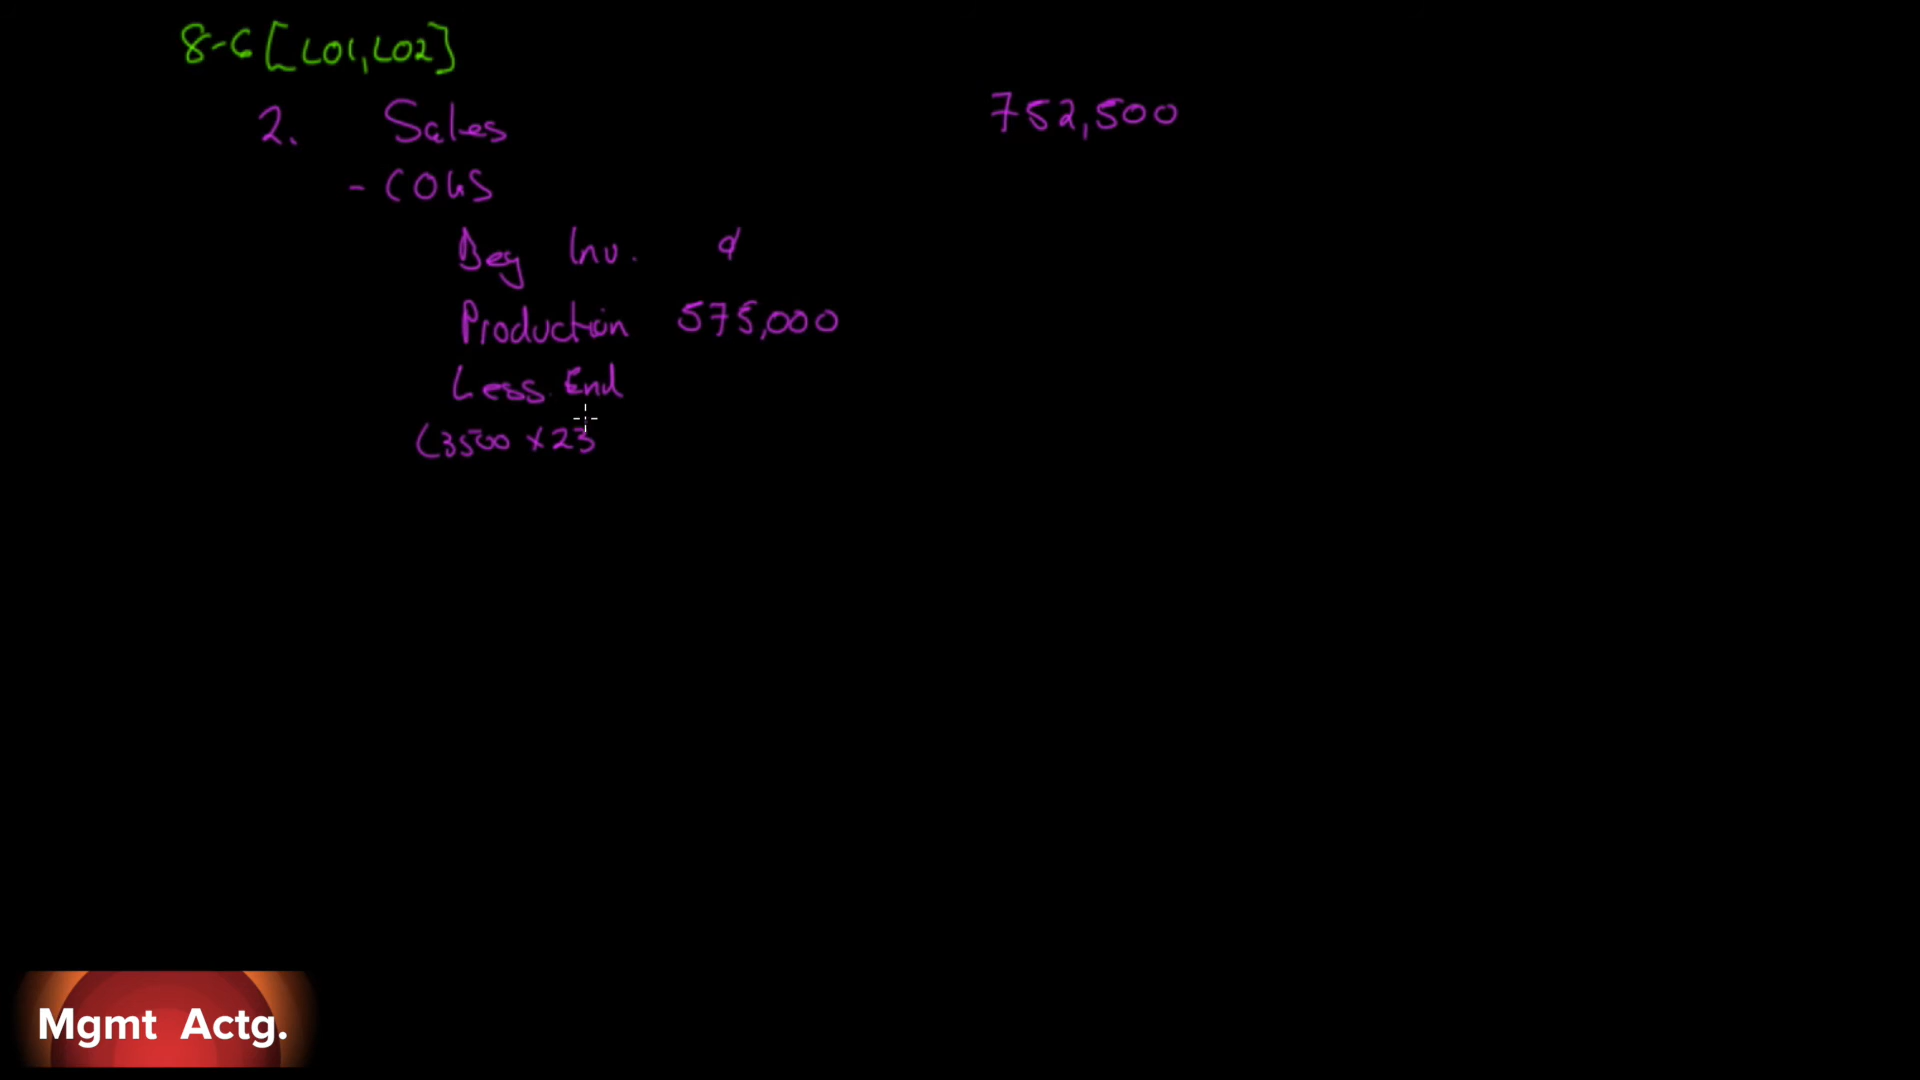 8-6 [LO1, LO2]
2. Sales 752,500
- COGS
Beg Inv. ø
Production 575,000
Less End
(3500 x 23
Mgmt Actg.